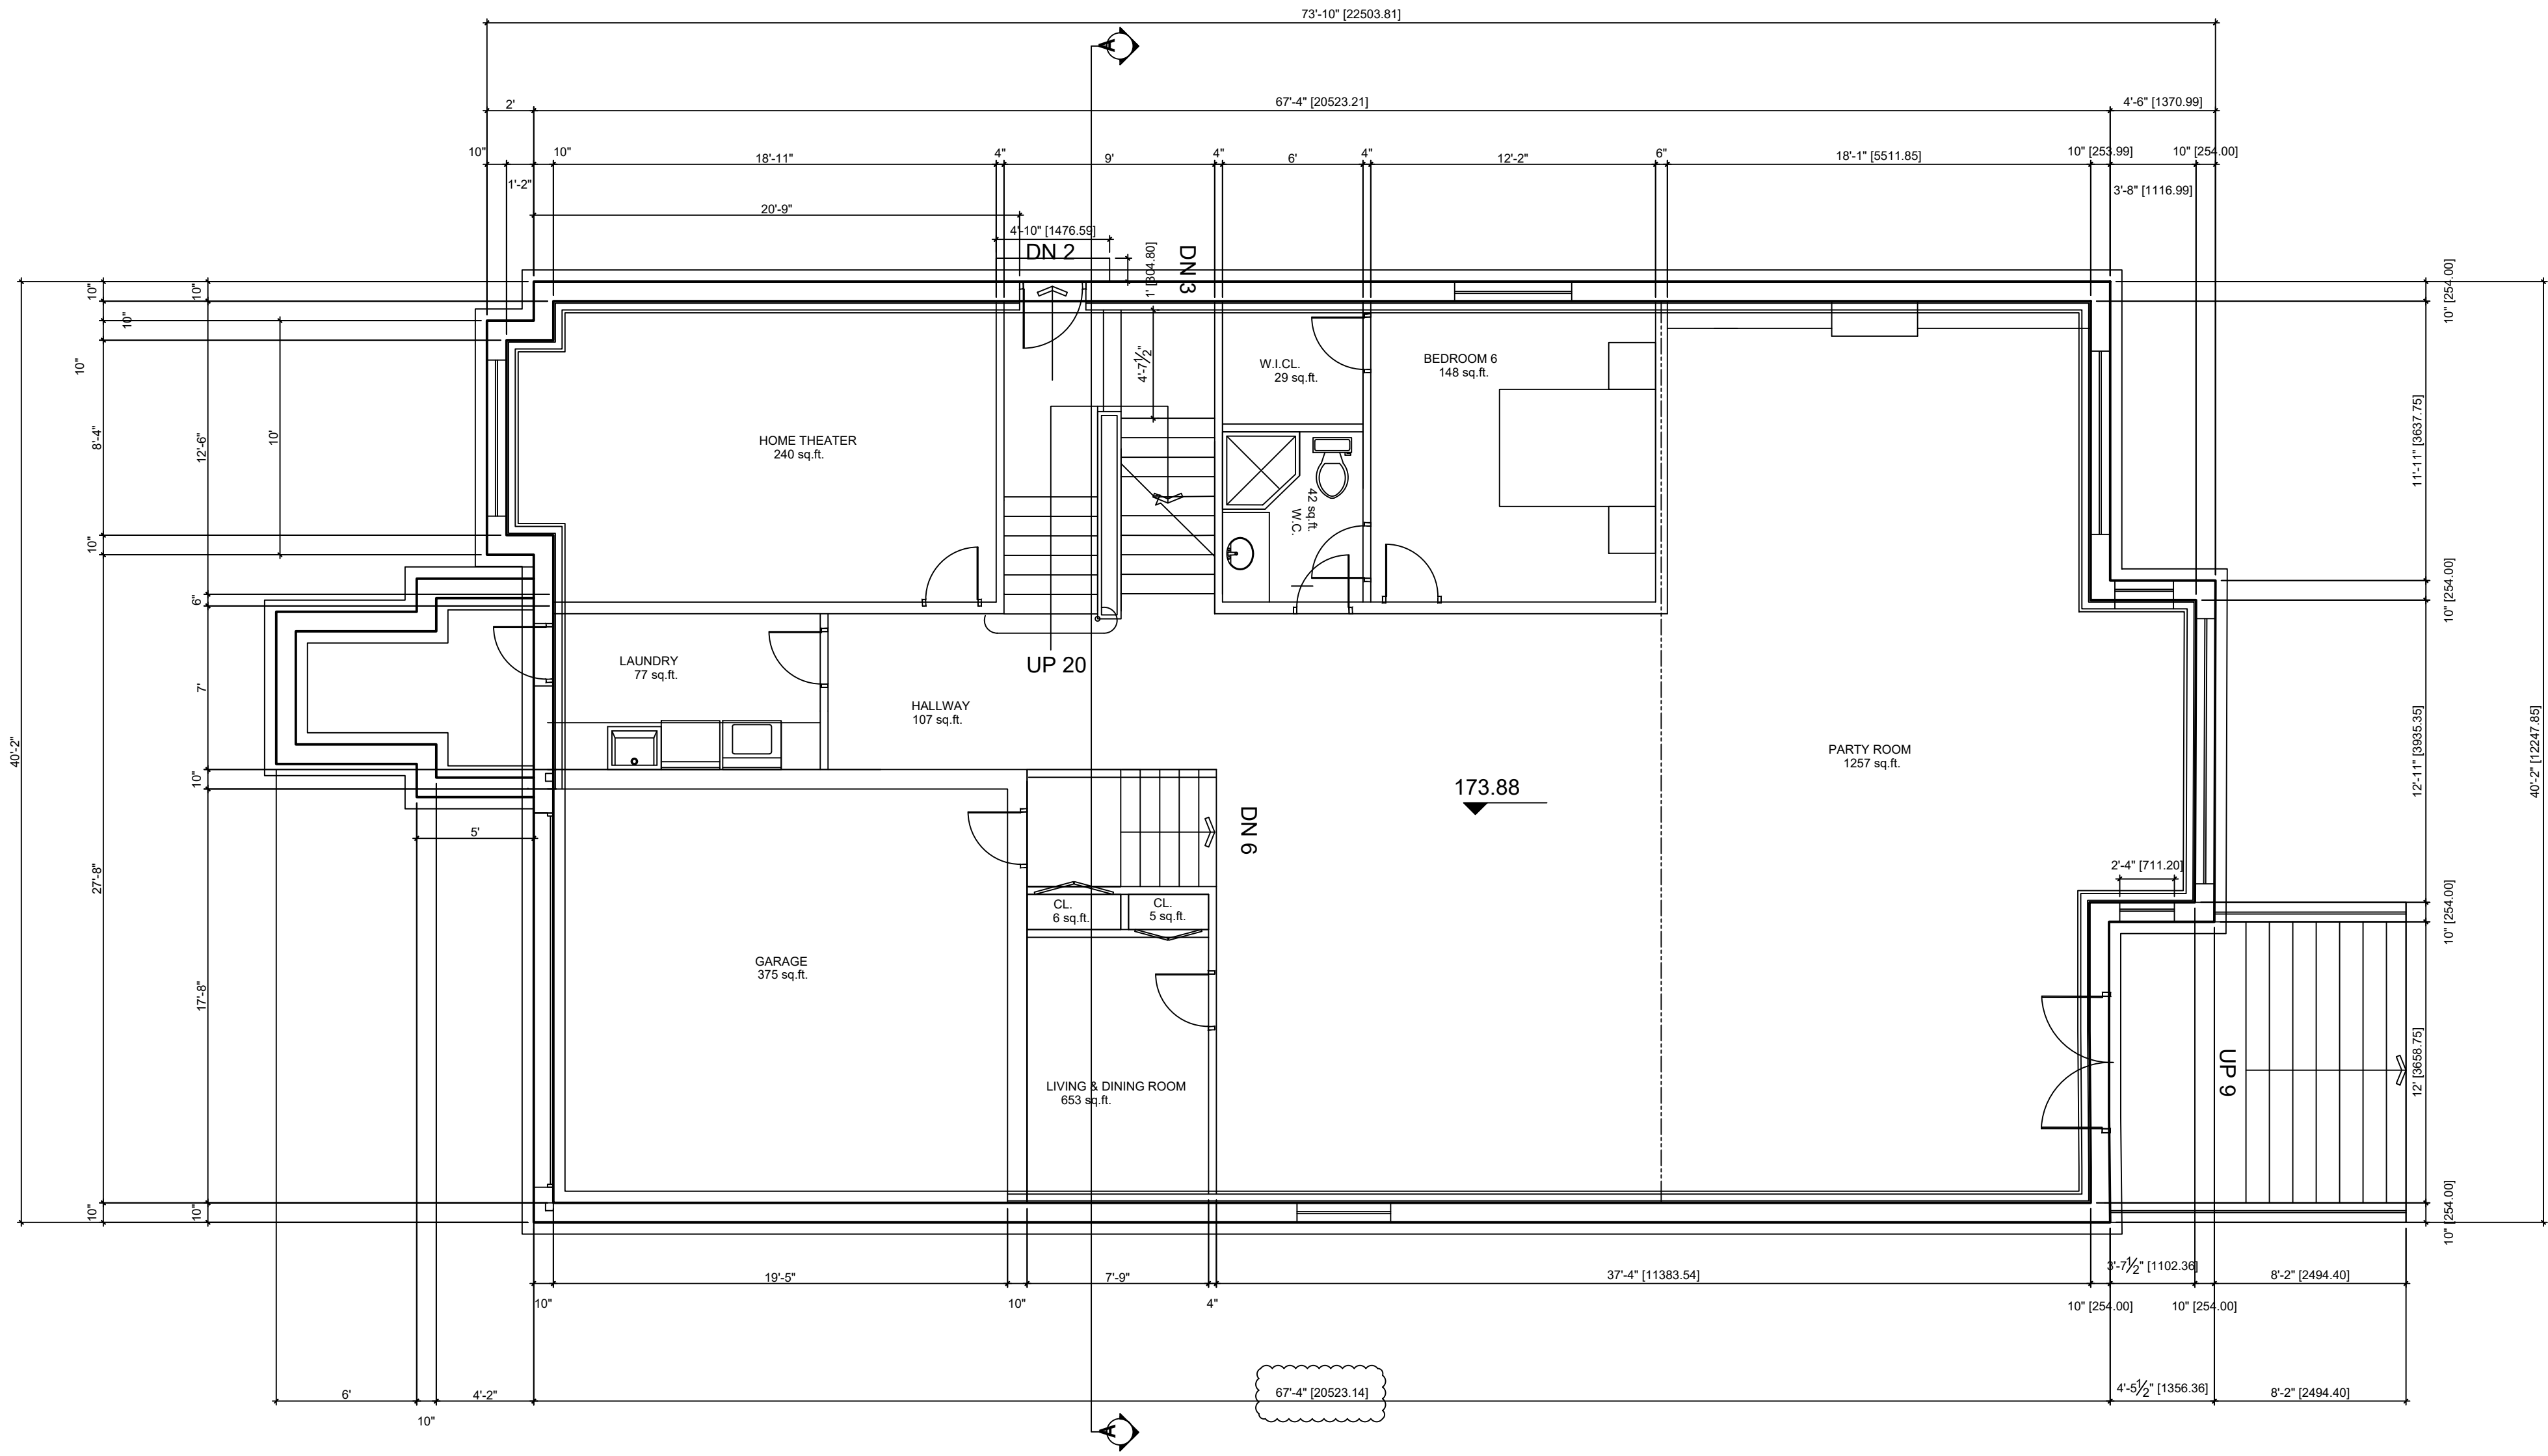 73'-10" [22503.81]
A
2'
67'-4" [20523.21]
4'-6" [1370.99]
10"
10"
18'-11"
4"
9'
4"
6'
4"
12'-2"
6"
18'-1" [5511.85]
10" [253.99]
10" [254.00]
1'-2"
3'-8" [1116.99]
20'-9"
4'-10" [1476.59]
DN 2
1' [304.80]
DN 3
10"
10"
10"
10"
8'-4"
12'-6"
10'
10"
6"
7'
40'-2"
10"
27'-8"
17'-8"
10"
10"
5'
4'-7½"
W.I.CL.
29 sq.ft.
BEDROOM 6
148 sq.ft.
HOME THEATER
240 sq.ft.
W.C.
42 sq.ft.
LAUNDRY
77 sq.ft.
UP 20
HALLWAY
107 sq.ft.
PARTY ROOM
1257 sq.ft.
173.88
DN 6
CL.
6 sq.ft.
CL.
5 sq.ft.
GARAGE
375 sq.ft.
LIVING & DINING ROOM
653 sq.ft.
2'-4" [711.20]
UP 9
10" [254.00]
11'-11" [3637.75]
10" [254.00]
12'-11" [3935.35]
40'-2" [12247.85]
10" [254.00]
12' [3658.75]
10" [254.00]
19'-5"
7'-9"
37'-4" [11383.54]
3'-7½" [1102.36]
8'-2" [2494.40]
10"
10"
4"
10" [254.00]
10" [254.00]
6'
4'-2"
67'-4" [20523.14]
4'-5½" [1356.36]
8'-2" [2494.40]
10"
A